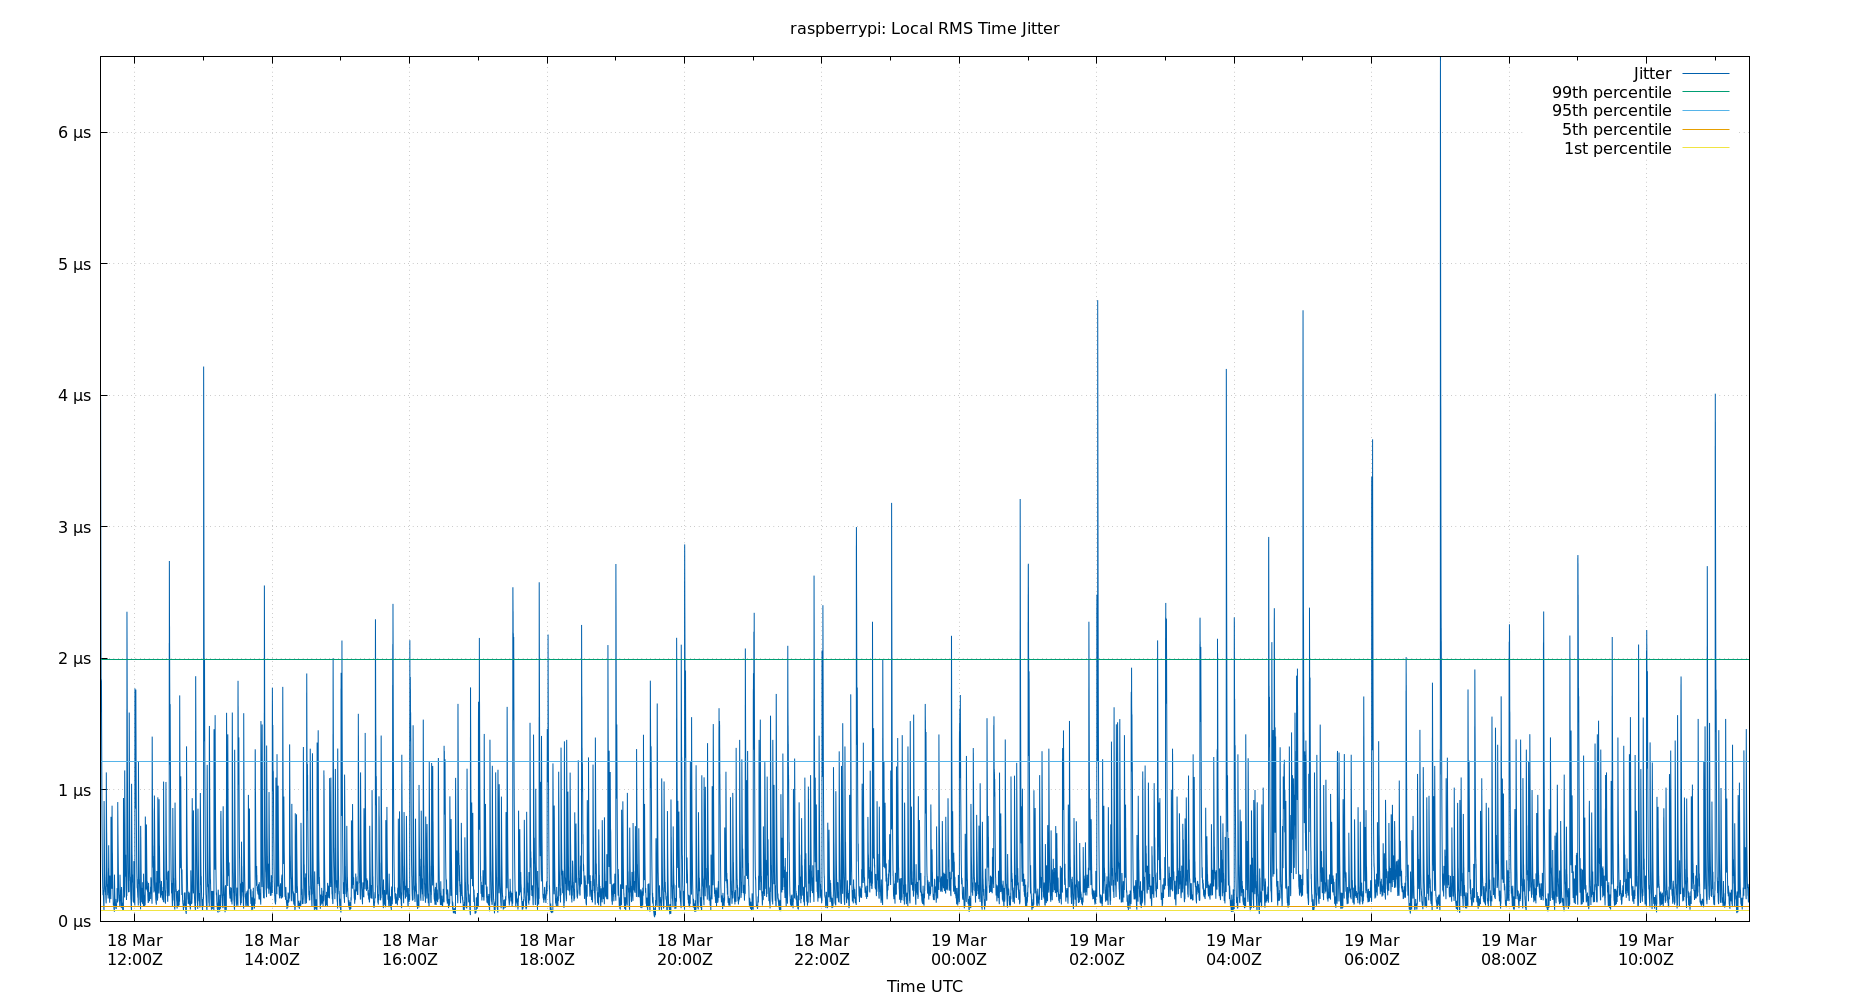 raspberrypi: Local RMS Time Jitter
Jitter
99th percentile
95th percentile
5th percentile
1st percentile
6 µs
5 µs
4 µs
3 µs
2 µs
1 µs
0 µs
18 Mar 18 Mar 18 Mar 18 Mar 18 Mar 18 Mar 19 Mar 19 Mar 19 Mar 19 Mar 19 Mar 19 Mar
12:00Z 14:00Z 16:00Z 18:00Z 20:00Z 22:00Z 00:00Z 02:00Z 04:00Z 06:00Z 08:00Z 10:00Z
Time UTC